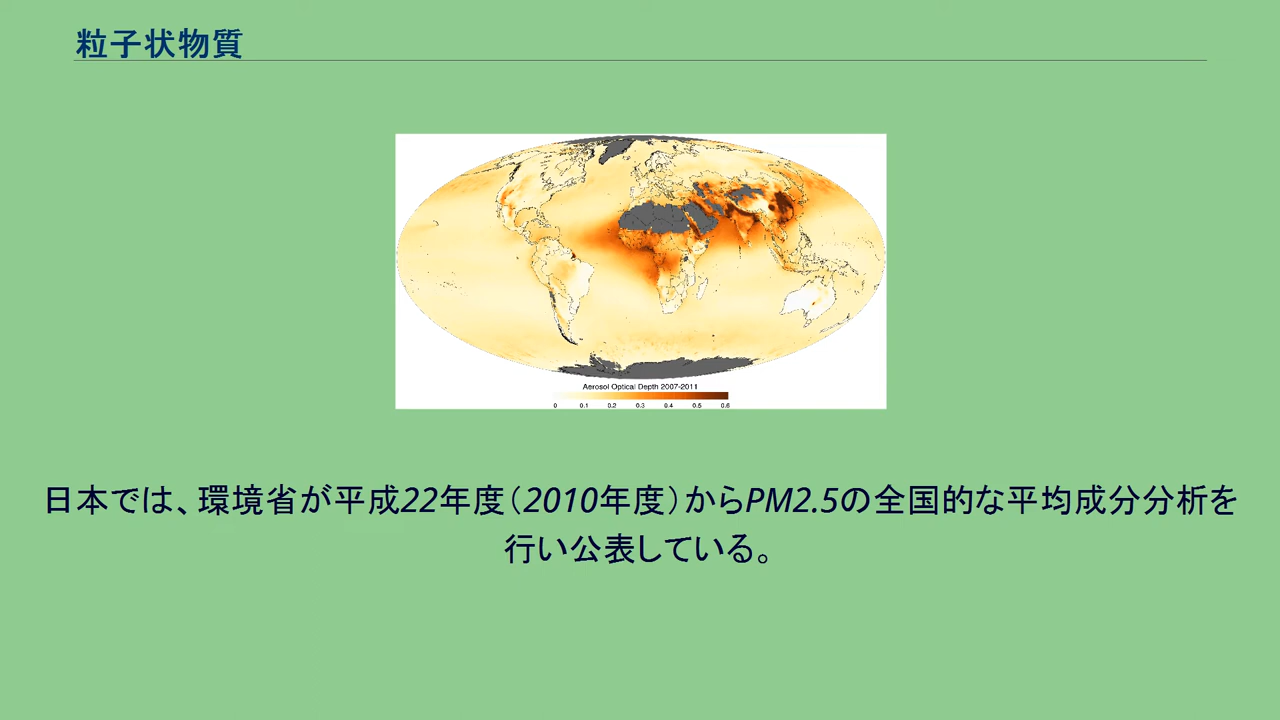 粒子状物質
Aerosol Optical Depth 2007-2011
0 0.1 0.2 0.3 0.4 0.5 0.6
日本では、環境省が平成22年度（2010年度）からPM2.5の全国的な平均成分分析を
行い公表している。